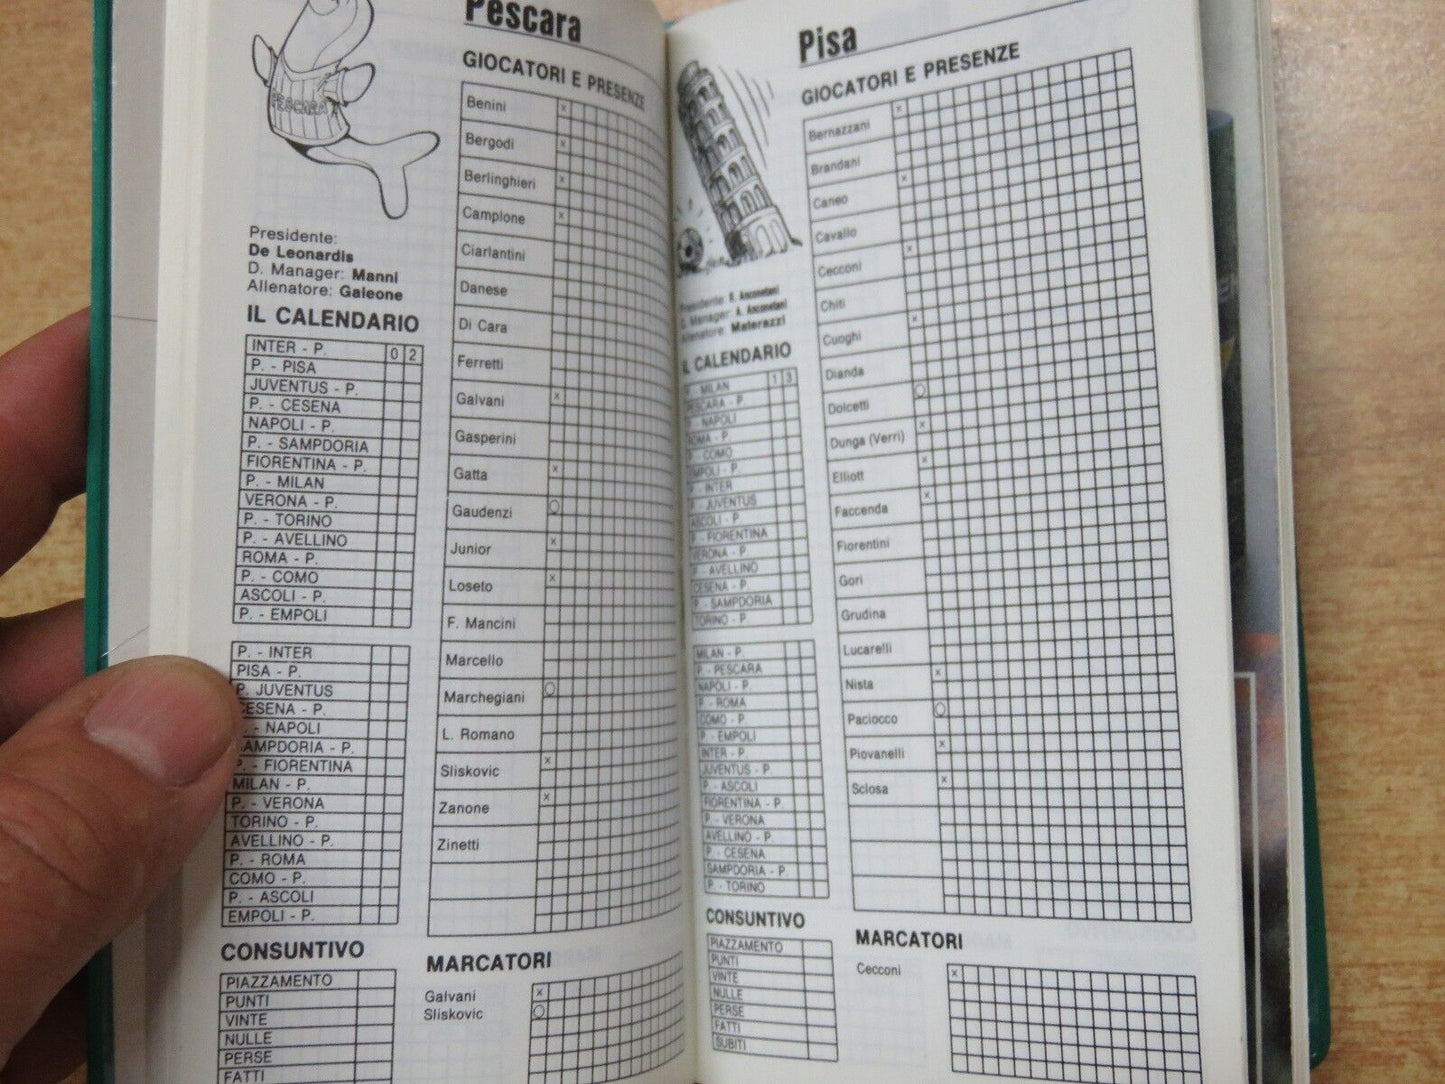 Pescara
PESCARA
GIOCATORI E PRESENZE
Benini x
Bergodi x
Berlinghieri x
Campione x
Ciarlantini
Danese
Di Cara
Ferretti
Galvani x
Gasperini
Gatta x
Gaudenzi O
Junior x
Loseto x
F. Mancini
Marcello
Marchegiani O
L. Romano
Sliskovic x
Zanone x
Zinetti
Presidente:
De Leonardis
D. Manager: Manni
Allenatore: Galeone
IL CALENDARIO
INTER - P. 0 2
P. - PISA
JUVENTUS - P.
P. - CESENA
NAPOLI - P.
P. - SAMPDORIA
FIORENTINA - P.
P. - MILAN
VERONA - P.
P. - TORINO
P. - AVELLINO
ROMA - P.
P. - COMO
ASCOLI - P.
P. - EMPOLI
P. - INTER
PISA - P.
P. JUVENTUS
CESENA - P.
- NAPOLI
SAMPDORIA - P.
P. - FIORENTINA
MILAN - P.
P. - VERONA
TORINO - P.
AVELLINO - P.
P. - ROMA
COMO - P.
P. - ASCOLI
EMPOLI - P.
CONSUNTIVO
PIAZZAMENTO
PUNTI
VINTE
NULLE
PERSE
FATTI
MARCATORI
Galvani x
Sliskovic O
Pisa
GIOCATORI E PRESENZE
Bernazzani x
Brandani
Caneo x
Cavallo
Cecconi x
Chiti
Cuoghi x
Dianda
Dolcetti O
Dunga (Verri) x
Elliott x
Faccenda x
Fiorentini
Gori
Grudina
Lucarelli
Nista x
Paciocco O
Piovanelli x
Sclosa x
Presidente: R. Anconetani
D. Manager: A. Anconetani
Allenatore: Materazzi
IL CALENDARIO
P. - MILAN 1 3
PESCARA - P.
P. - NAPOLI
ROMA - P.
P. - COMO
EMPOLI - P.
P. - INTER
P. - JUVENTUS
ASCOLI - P.
P. - FIORENTINA
VERONA - P.
P. - AVELLINO
CESENA - P.
P. - SAMPDORIA
TORINO - P.
MILAN - P.
P. - PESCARA
NAPOLI - P.
P. - ROMA
COMO - P.
P. - EMPOLI
INTER - P.
JUVENTUS - P.
P. - ASCOLI
FIORENTINA - P.
P. - VERONA
AVELLINO - P.
P. - CESENA
SAMPDORIA - P.
P. - TORINO
CONSUNTIVO
PIAZZAMENTO
PUNTI
VINTE
NULLE
PERSE
FATTI
SUBITI
MARCATORI
Cecconi x